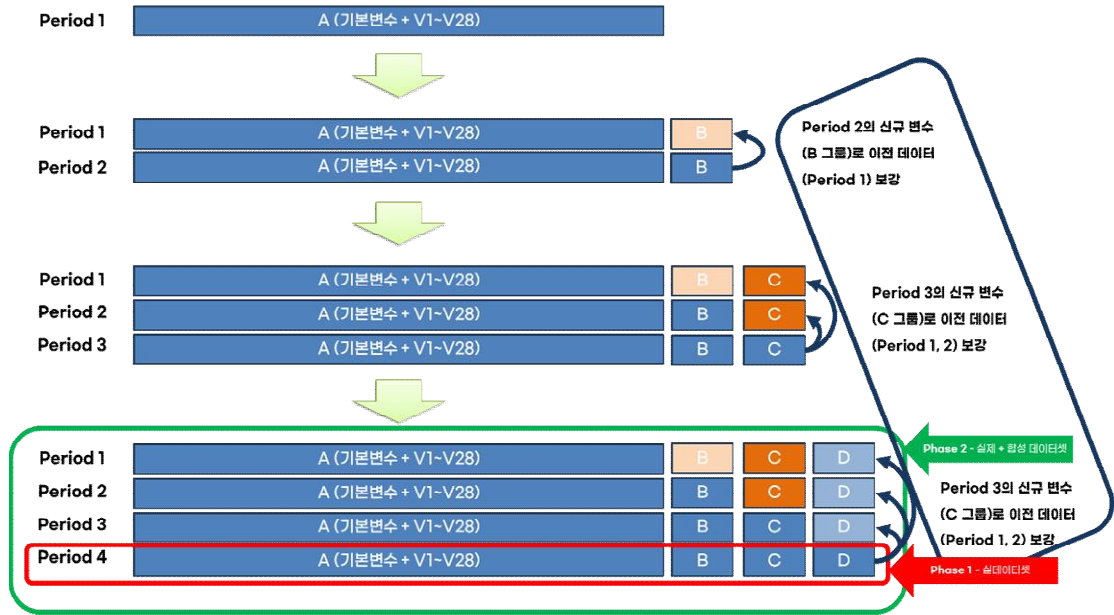 Period 1 A (기본변수 + V1~V28)
Period 1 A (기본변수 + V1~V28) B
Period 2 A (기본변수 + V1~V28) B
Period 2의 신규 변수
(B 그룹)로 이전 데이터
(Period 1) 보강
Period 1 A (기본변수 + V1~V28) B C
Period 2 A (기본변수 + V1~V28) B C
Period 3 A (기본변수 + V1~V28) B C
Period 3의 신규 변수
(C 그룹)로 이전 데이터
(Period 1, 2) 보강
Period 1 A (기본변수 + V1~V28) B C D
Period 2 A (기본변수 + V1~V28) B C D
Period 3 A (기본변수 + V1~V28) B C D
Period 4 A (기본변수 + V1~V28) B C D
Phase 2 - 실제 + 합성 데이터셋
Period 3의 신규 변수
(C 그룹)로 이전 데이터
(Period 1, 2) 보강
Phase 1 - 실데이터셋